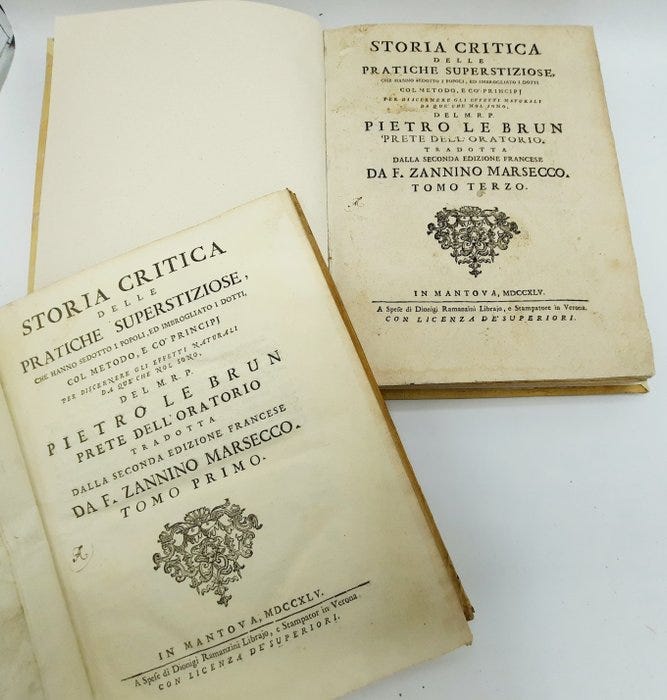 STORIA CRITICA
DELLE
PRATICHE SUPERSTIZIOSE,
CHE HANNO SEDOTTO I POPOLI, ED IMBROGLIATO I DOTTI
COL METODO, E CO' PRINCIPJ
PER DISCERNERE GLI EFFETTI NATURALI
DA QUE' CHE NOL SONO,
DEL M. R. P.
PIETRO LE BRUN
PRETE DELL'ORATORIO.
TRADOTTA
DALLA SECONDA EDIZIONE FRANCESE
DA F. ZANNINO MARSECCO.
TOMO TERZO.
IN MANTOVA, MDCCXLV.
A Spese di Dionigi Ramanzini Librajo, e Stampatore in Verona.
CON LICENZA DE' SUPERIORI.
STORIA CRITICA
DELLE
PRATICHE SUPERSTIZIOSE,
CHE HANNO SEDOTTO I POPOLI, ED IMBROGLIATO I DOTTI,
COL METODO, E CO' PRINCIPJ
PER DISCERNERE GLI EFFETTI NATURALI
DA QUE' CHE NOL SONO,
DEL M. R. P.
PIETRO LE BRUN
PRETE DELL'ORATORIO
TRADOTTA
DALLA SECONDA EDIZIONE FRANCESE
DA F. ZANNINO MARSECCO.
TOMO PRIMO.
A
IN MANTOVA, MDCCXLV.
A Spese di Dionigi Ramanzini Librajo, e Stampator in Verona.
CON LICENZA DE' SUPERIORI.